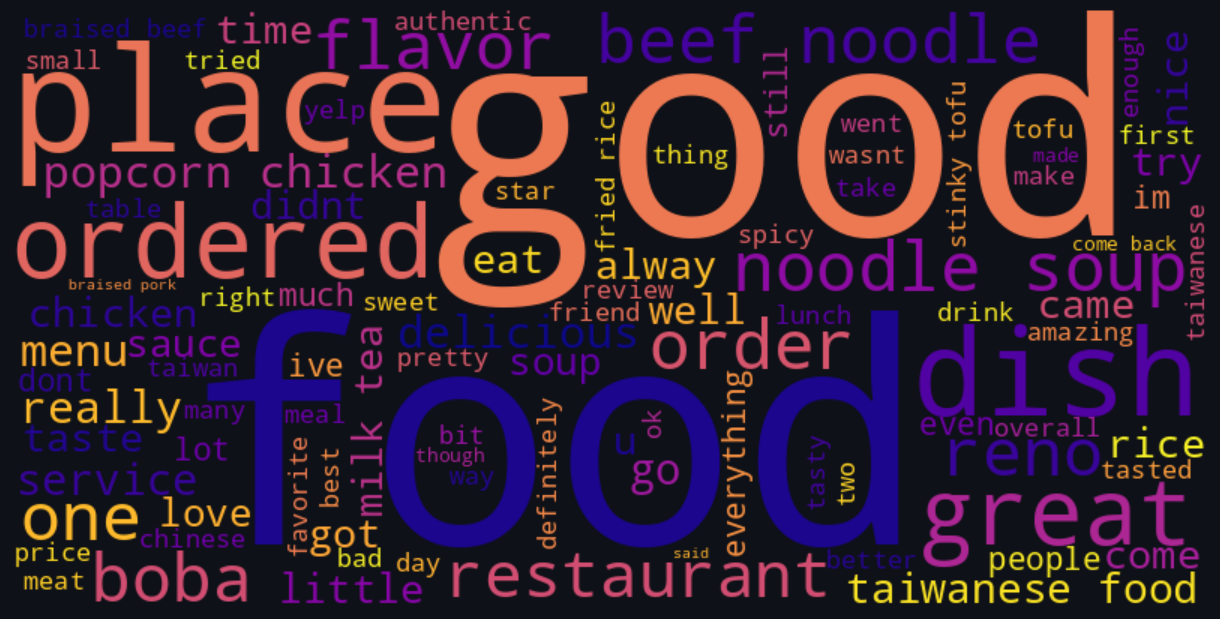 braised beef
time
authentic
flavor
beef noodle
small
tried
place
good
yelp
still
enough
nice
afried rice
thing
went
wasnt
take
stinky tofu
tofu
made
make
first
try
popcorn chicken
star
im
table
didnt
ordered
eat
spicy
come back
alway
noodle soup
taiwanese
braised pork
right
much
sweet
review
friend
well
lunch
drink
came
chicken
delicious
amazing
menu
sauce
taiwan
ive
milk tea
pretty
soup
order
dish
dont
food
really
many
meal
taste
lot
bit
though
way
u
ok
go
everything
definitely
tasty
two
even
overall
reno
rice
tasted
service
favorite
best
one
love
chinese
got
great
price
bad
day
said
better
people
come
meat
boba
little
restaurant
taiwanese food